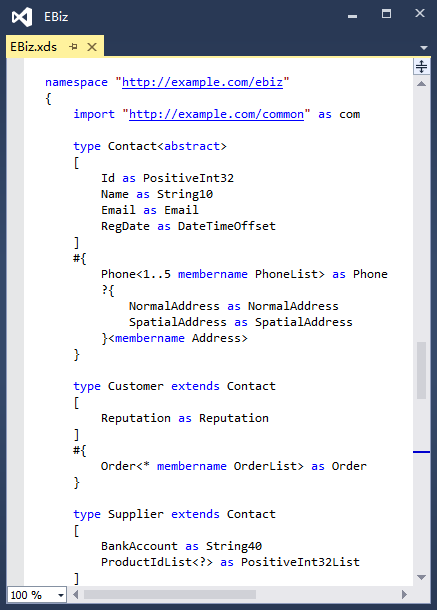 EBiz
EBiz.xds
namespace "http://example.com/ebiz"
{
    import "http://example.com/common" as com

    type Contact<abstract>
    [
        Id as PositiveInt32
        Name as String10
        Email as Email
        RegDate as DateTimeOffset
    ]
    #{
        Phone<1..5 membername PhoneList> as Phone
        ?{
            NormalAddress as NormalAddress
            SpatialAddress as SpatialAddress
        }<membername Address>
    }

    type Customer extends Contact
    [
        Reputation as Reputation
    ]
    #{
        Order<* membername OrderList> as Order
    }

    type Supplier extends Contact
    [
        BankAccount as String40
        ProductIdList<?> as PositiveInt32List
    ]
100 %